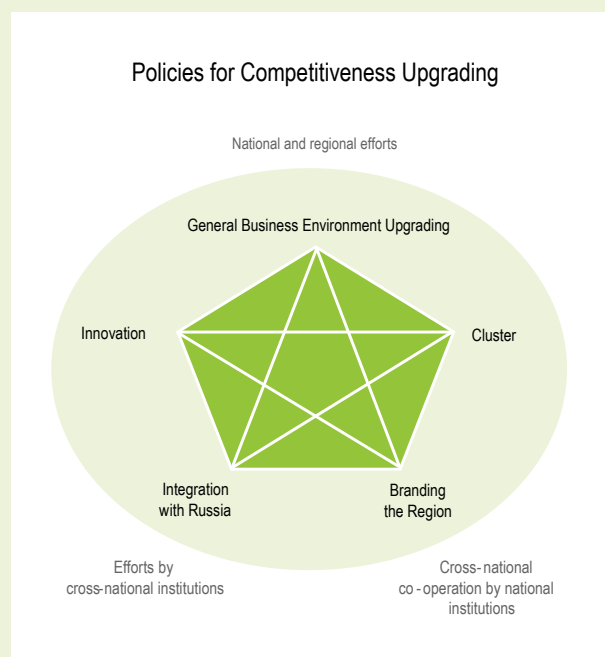 Policies for Competitiveness Upgrading
National and regional efforts
General Business Environment Upgrading
Innovation
Cluster
Integration
with Russia
Branding
the Region
Efforts by
cross-national institutions
Cross-national
co-operation by national
institutions